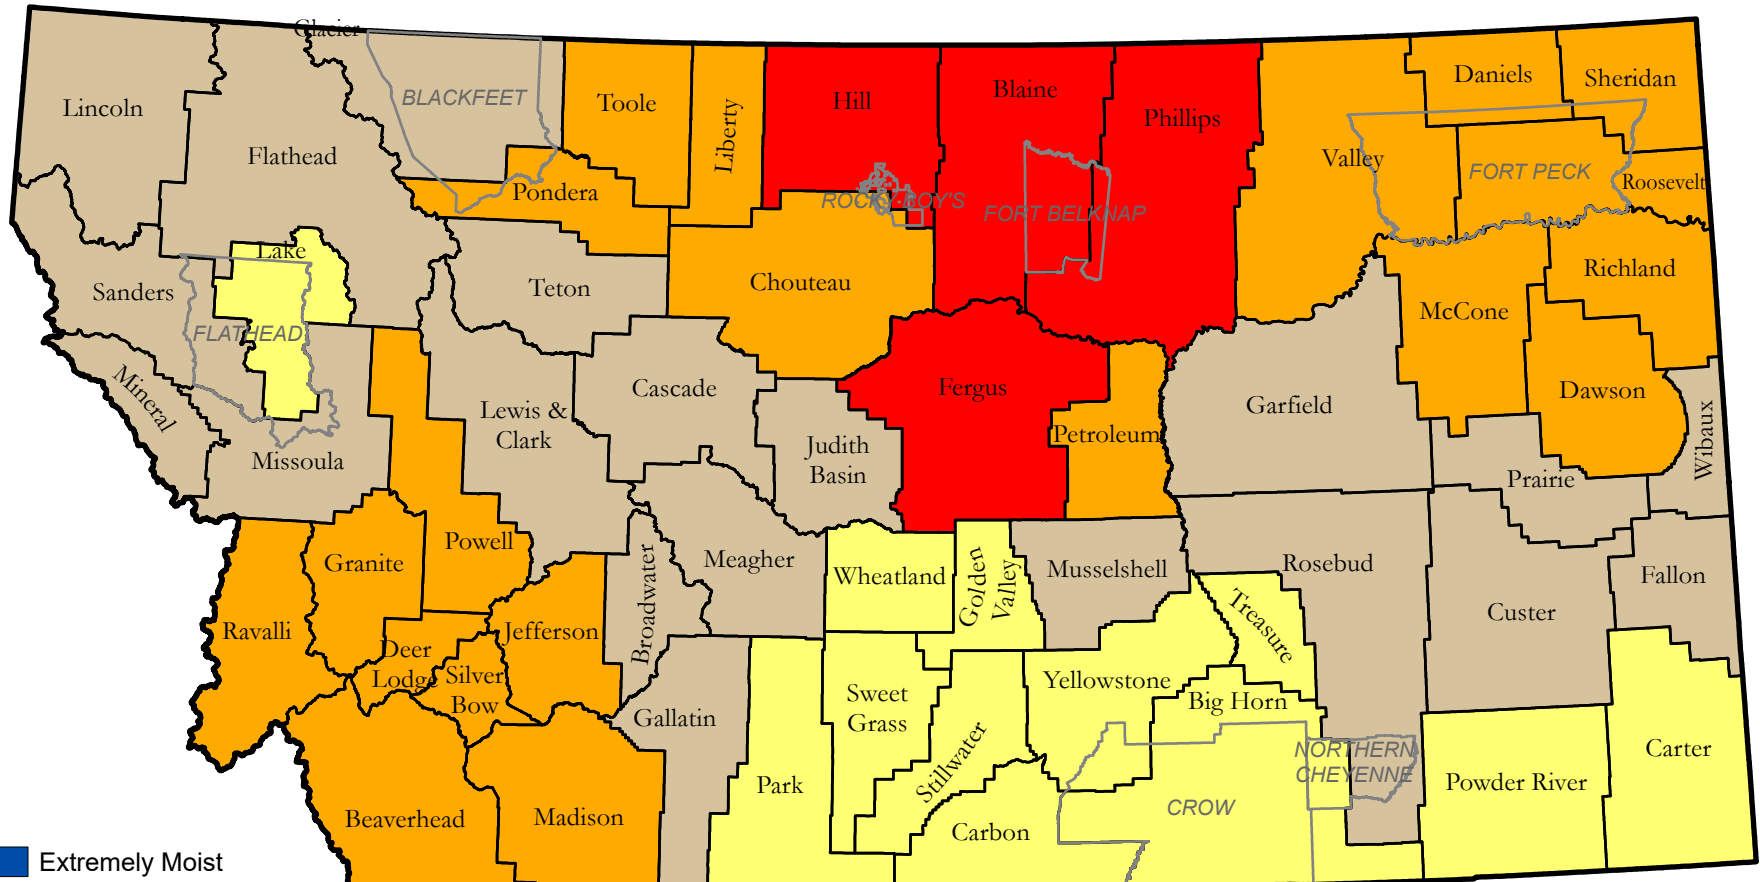 Glacier
Lincoln
Flathead
BLACKFEET
Toole
Liberty
Hill
Blaine
Phillips
Daniels
Sheridan
Valley
FORT PECK
Roosevelt
Pondera
ROCKY BOY'S
FORT BELKNAP
Lake
Sanders
Teton
Chouteau
Richland
McCone
FLATHEAD
Mineral
Cascade
Fergus
Garfield
Dawson
Wibaux
Lewis &
Clark
Judith
Basin
Petroleum
Missoula
Prairie
Granite
Powell
Meagher
Wheatland
Golden
Valley
Musselshell
Rosebud
Fallon
Custer
Broadwater
Treasure
Ravalli
Jefferson
Deer
Lodge
Silver
Bow
Gallatin
Sweet
Grass
Yellowstone
Big Horn
Stillwater
Park
NORTHERN
CHEYENNE
Carter
Powder River
CROW
Beaverhead
Madison
Carbon
Extremely Moist